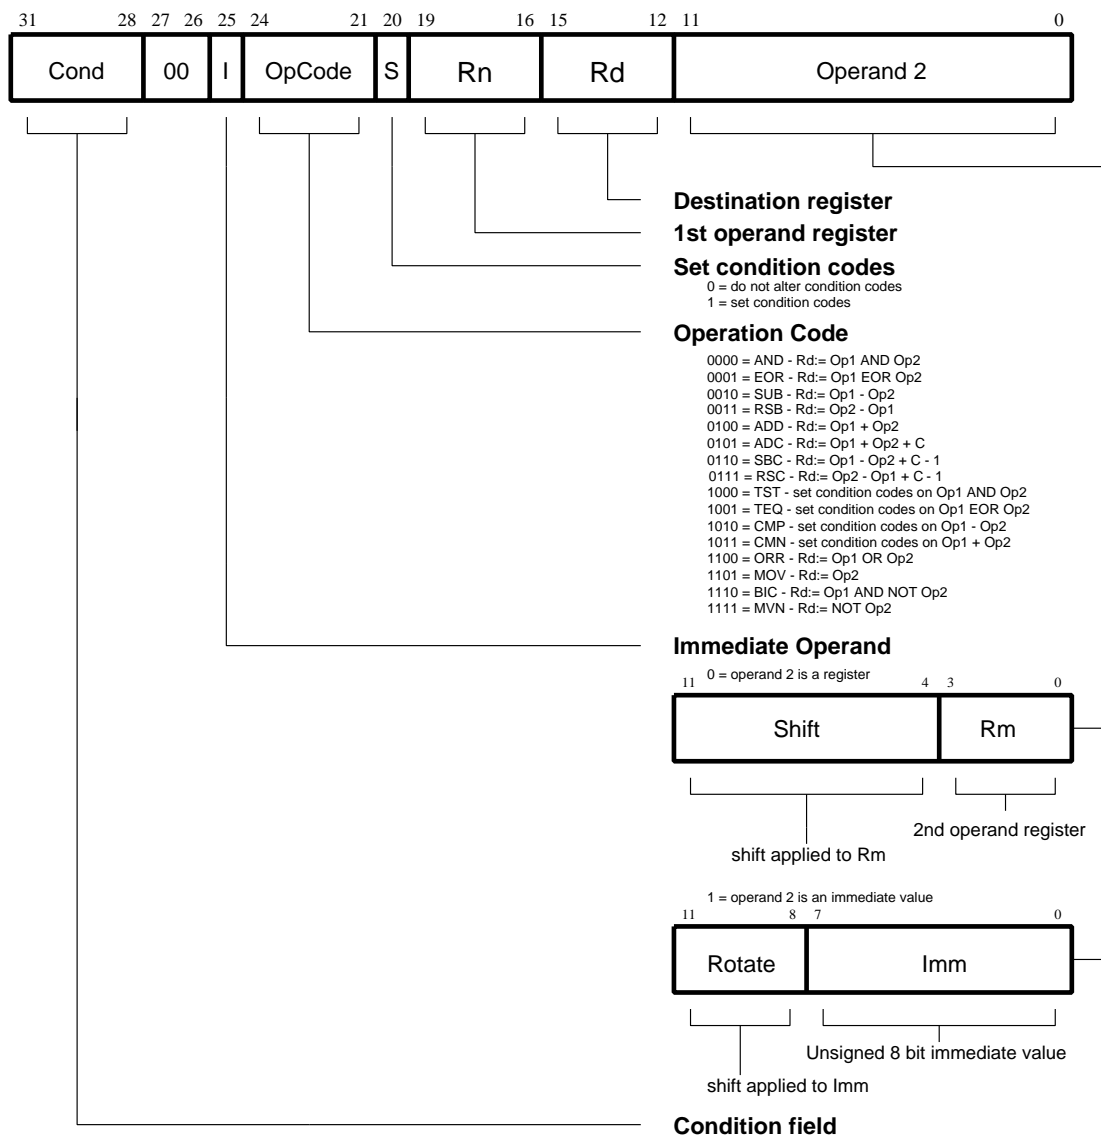 31 28 27 26 25 24 21 20 19 16 15 12 11 0
Cond 00 I OpCode S Rn Rd Operand 2
Destination register
1st operand register
Set condition codes
0 = do not alter condition codes
1 = set condition codes
Operation Code
0000 = AND - Rd:= Op1 AND Op2
0001 = EOR - Rd:= Op1 EOR Op2
0010 = SUB - Rd:= Op1 - Op2
0011 = RSB - Rd:= Op2 - Op1
0100 = ADD - Rd:= Op1 + Op2
0101 = ADC - Rd:= Op1 + Op2 + C
0110 = SBC - Rd:= Op1 - Op2 + C - 1
0111 = RSC - Rd:= Op2 - Op1 + C - 1
1000 = TST - set condition codes on Op1 AND Op2
1001 = TEQ - set condition codes on Op1 EOR Op2
1010 = CMP - set condition codes on Op1 - Op2
1011 = CMN - set condition codes on Op1 + Op2
1100 = ORR - Rd:= Op1 OR Op2
1101 = MOV - Rd:= Op2
1110 = BIC - Rd:= Op1 AND NOT Op2
1111 = MVN - Rd:= NOT Op2
Immediate Operand
0 = operand 2 is a register
11 4 3 0
Shift Rm
2nd operand register
shift applied to Rm
1 = operand 2 is an immediate value
11 8 7 0
Rotate Imm
Unsigned 8 bit immediate value
shift applied to Imm
Condition field